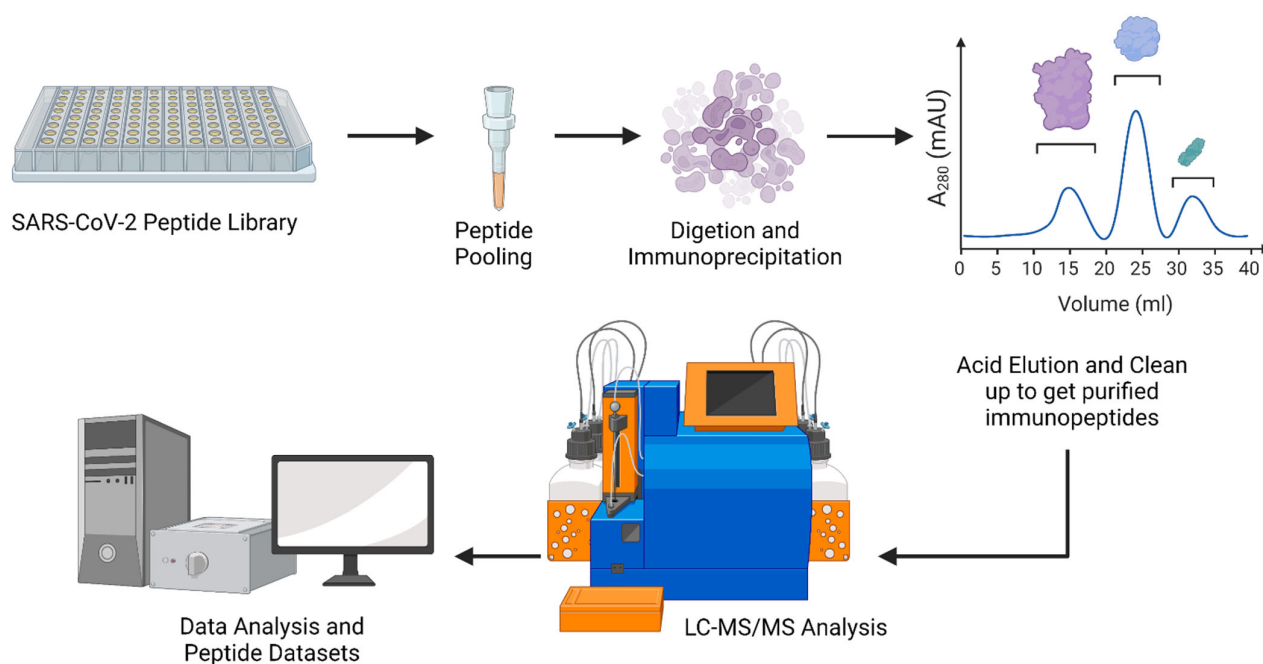 SARS-CoV-2 Peptide Library
Peptide
Pooling
Digetion and
Immunoprecipitation
A280 (mAU)
0 5 10 15 20 25 30 35 40
Volume (ml)
Acid Elution and Clean
up to get purified
immunopeptides
LC-MS/MS Analysis
Data Analysis and
Peptide Datasets